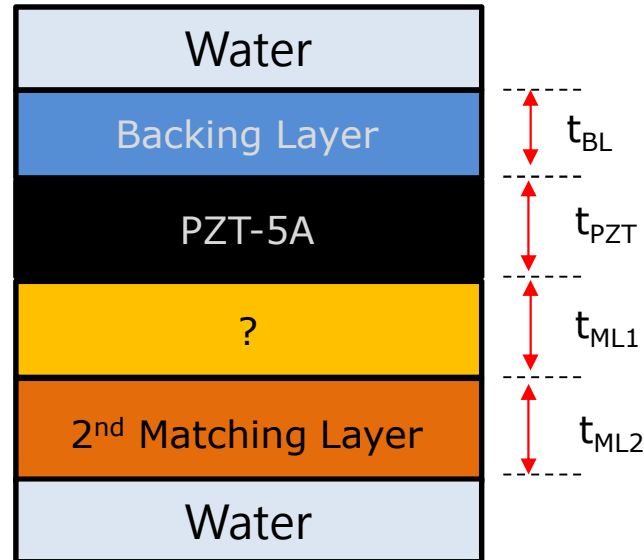 Water
Backing Layer
t_BL
PZT-5A
t_PZT
?
t_ML1
2nd Matching Layer
t_ML2
Water